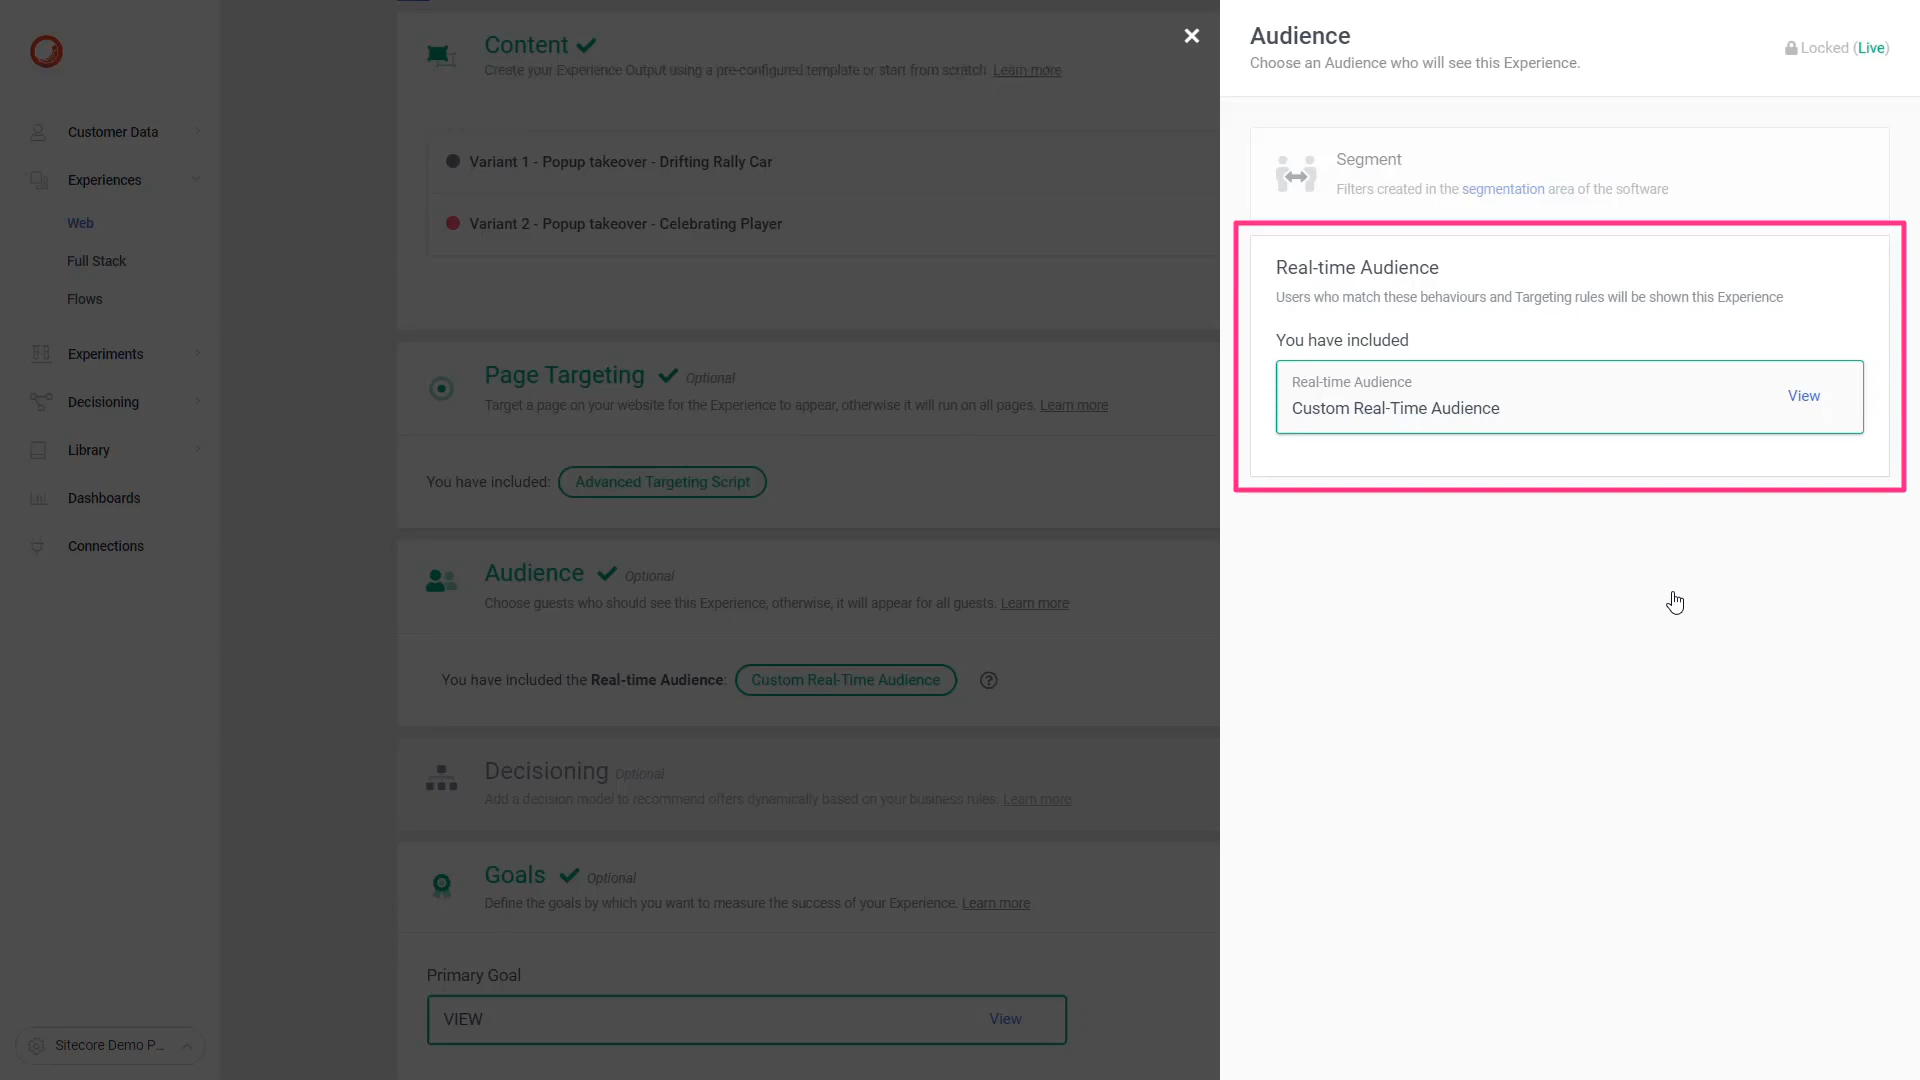 Customer Data
Experiences
Web
Full Stack
Flows
Experiments
Decisioning
Library
Dashboards
Connections
Sitecore Demo P...
Content
Create your Experience Output using a pre-configured template or start from scratch. Learn more
Variant 1 - Popup takeover - Drifting Rally Car
Variant 2 - Popup takeover - Celebrating Player
Page Targeting Optional
Target a page on your website for the Experience to appear, otherwise it will run on all pages. Learn more
You have included: Advanced Targeting Script
Audience Optional
Choose guests who should see this Experience, otherwise, it will appear for all guests. Learn more
You have included the Real-time Audience: Custom Real-Time Audience
Decisioning Optional
Add a decision model to recommend offers dynamically based on your business rules. Learn more
Goals Optional
Define the goals by which you want to measure the success of your Experience. Learn more
Primary Goal
VIEW View
Audience
Choose an Audience who will see this Experience.
Locked (Live)
Segment
Filters created in the segmentation area of the software
Real-time Audience
Users who match these behaviours and Targeting rules will be shown this Experience
You have included
Real-time Audience
Custom Real-Time Audience
View